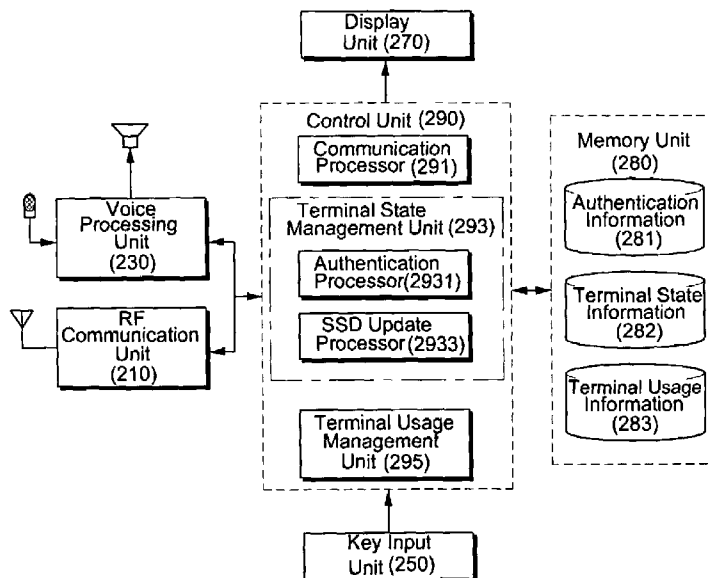 Display
Unit (270)
Control Unit (290)
Communication
Processor (291)
Memory Unit
(280)
Authentication
Information
(281)
Voice
Processing
Unit
(230)
Terminal State
Management Unit (293)
Authentication
Processor(2931)
SSD Update
Processor (2933)
Terminal State
Information
(282)
RF
Communication
Unit
(210)
Terminal Usage
Information
(283)
Terminal Usage
Management
Unit (295)
Key Input
Unit (250)